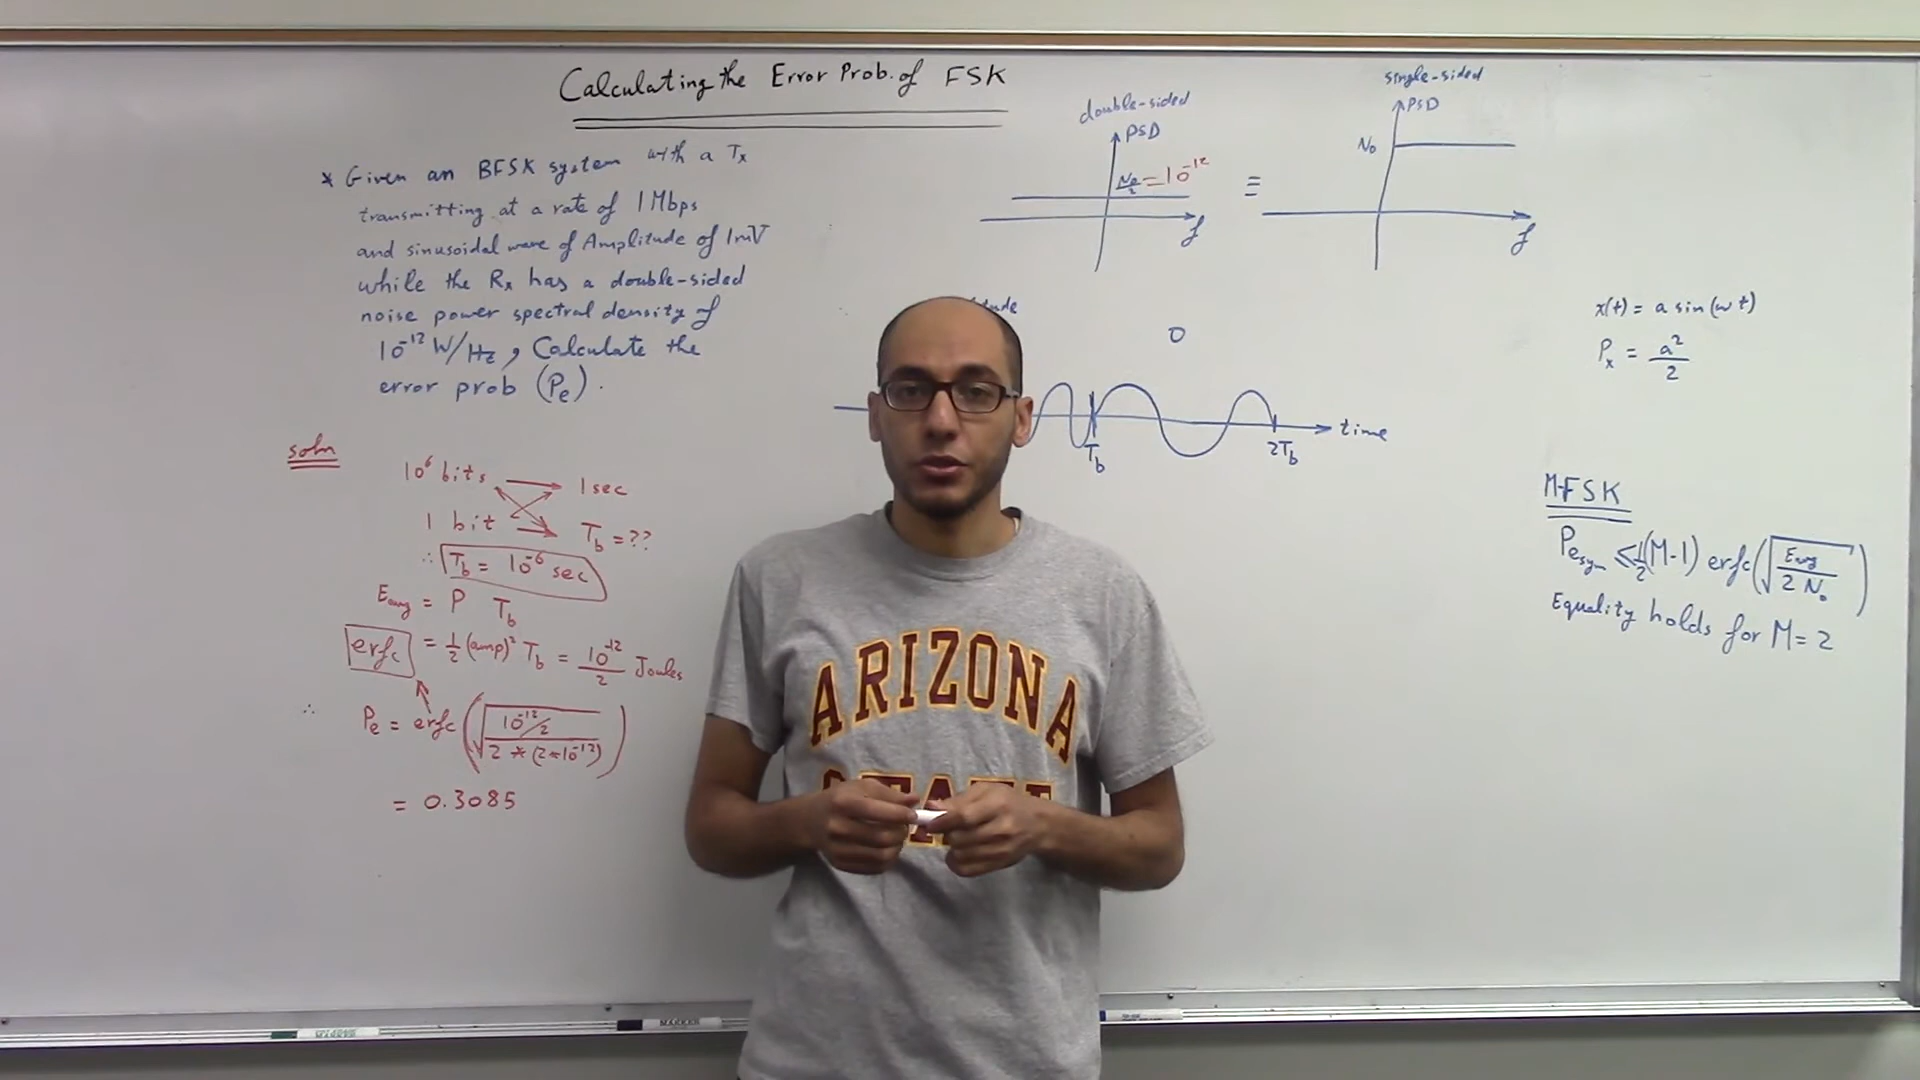 Calculating the Error Prob. of FSK
* Given an BFSK system with a Tx
transmitting at a rate of 1 Mbps
and sinusoidal wave of Amplitude of 1mV
while the Rx has a double-sided
noise power spectral density of
10^-12 W/Hz, Calculate the
error prob (Pe).
soln
10^6 bits → 1 sec
1 bit → Tb = ??
∴ Tb = 10^-6 sec
Eavg = P Tb
= 1/2 (amp)^2 Tb = 10^-12/2 Joules
erfc
∴ Pe = erfc(√((10^-12/2)/(2*(2*10^-12))))
= 0.3085
double-sided
PSD
No/2 = 10^-12
f
≡
single-sided
PSD
No
f
0
Tb
2Tb
time
x(t) = a sin(wt)
Px = a^2/2
M-FSK
Pesym ≤ 1/2 (M-1) erfc(√(Eavg/(2 No)))
Equality holds for M=2
ARIZONA
STATE
MARKER